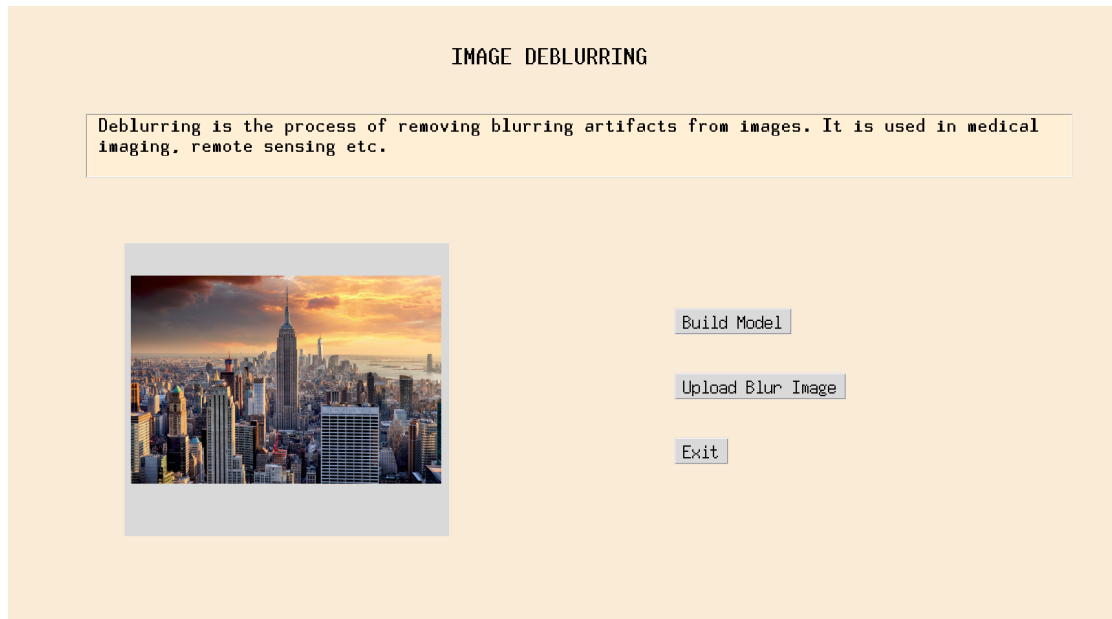 IMAGE DEBLURRING
Deblurring is the process of removing blurring artifacts from images. It is used in medical
imaging, remote sensing etc.
Build Model
Upload Blur Image
Exit